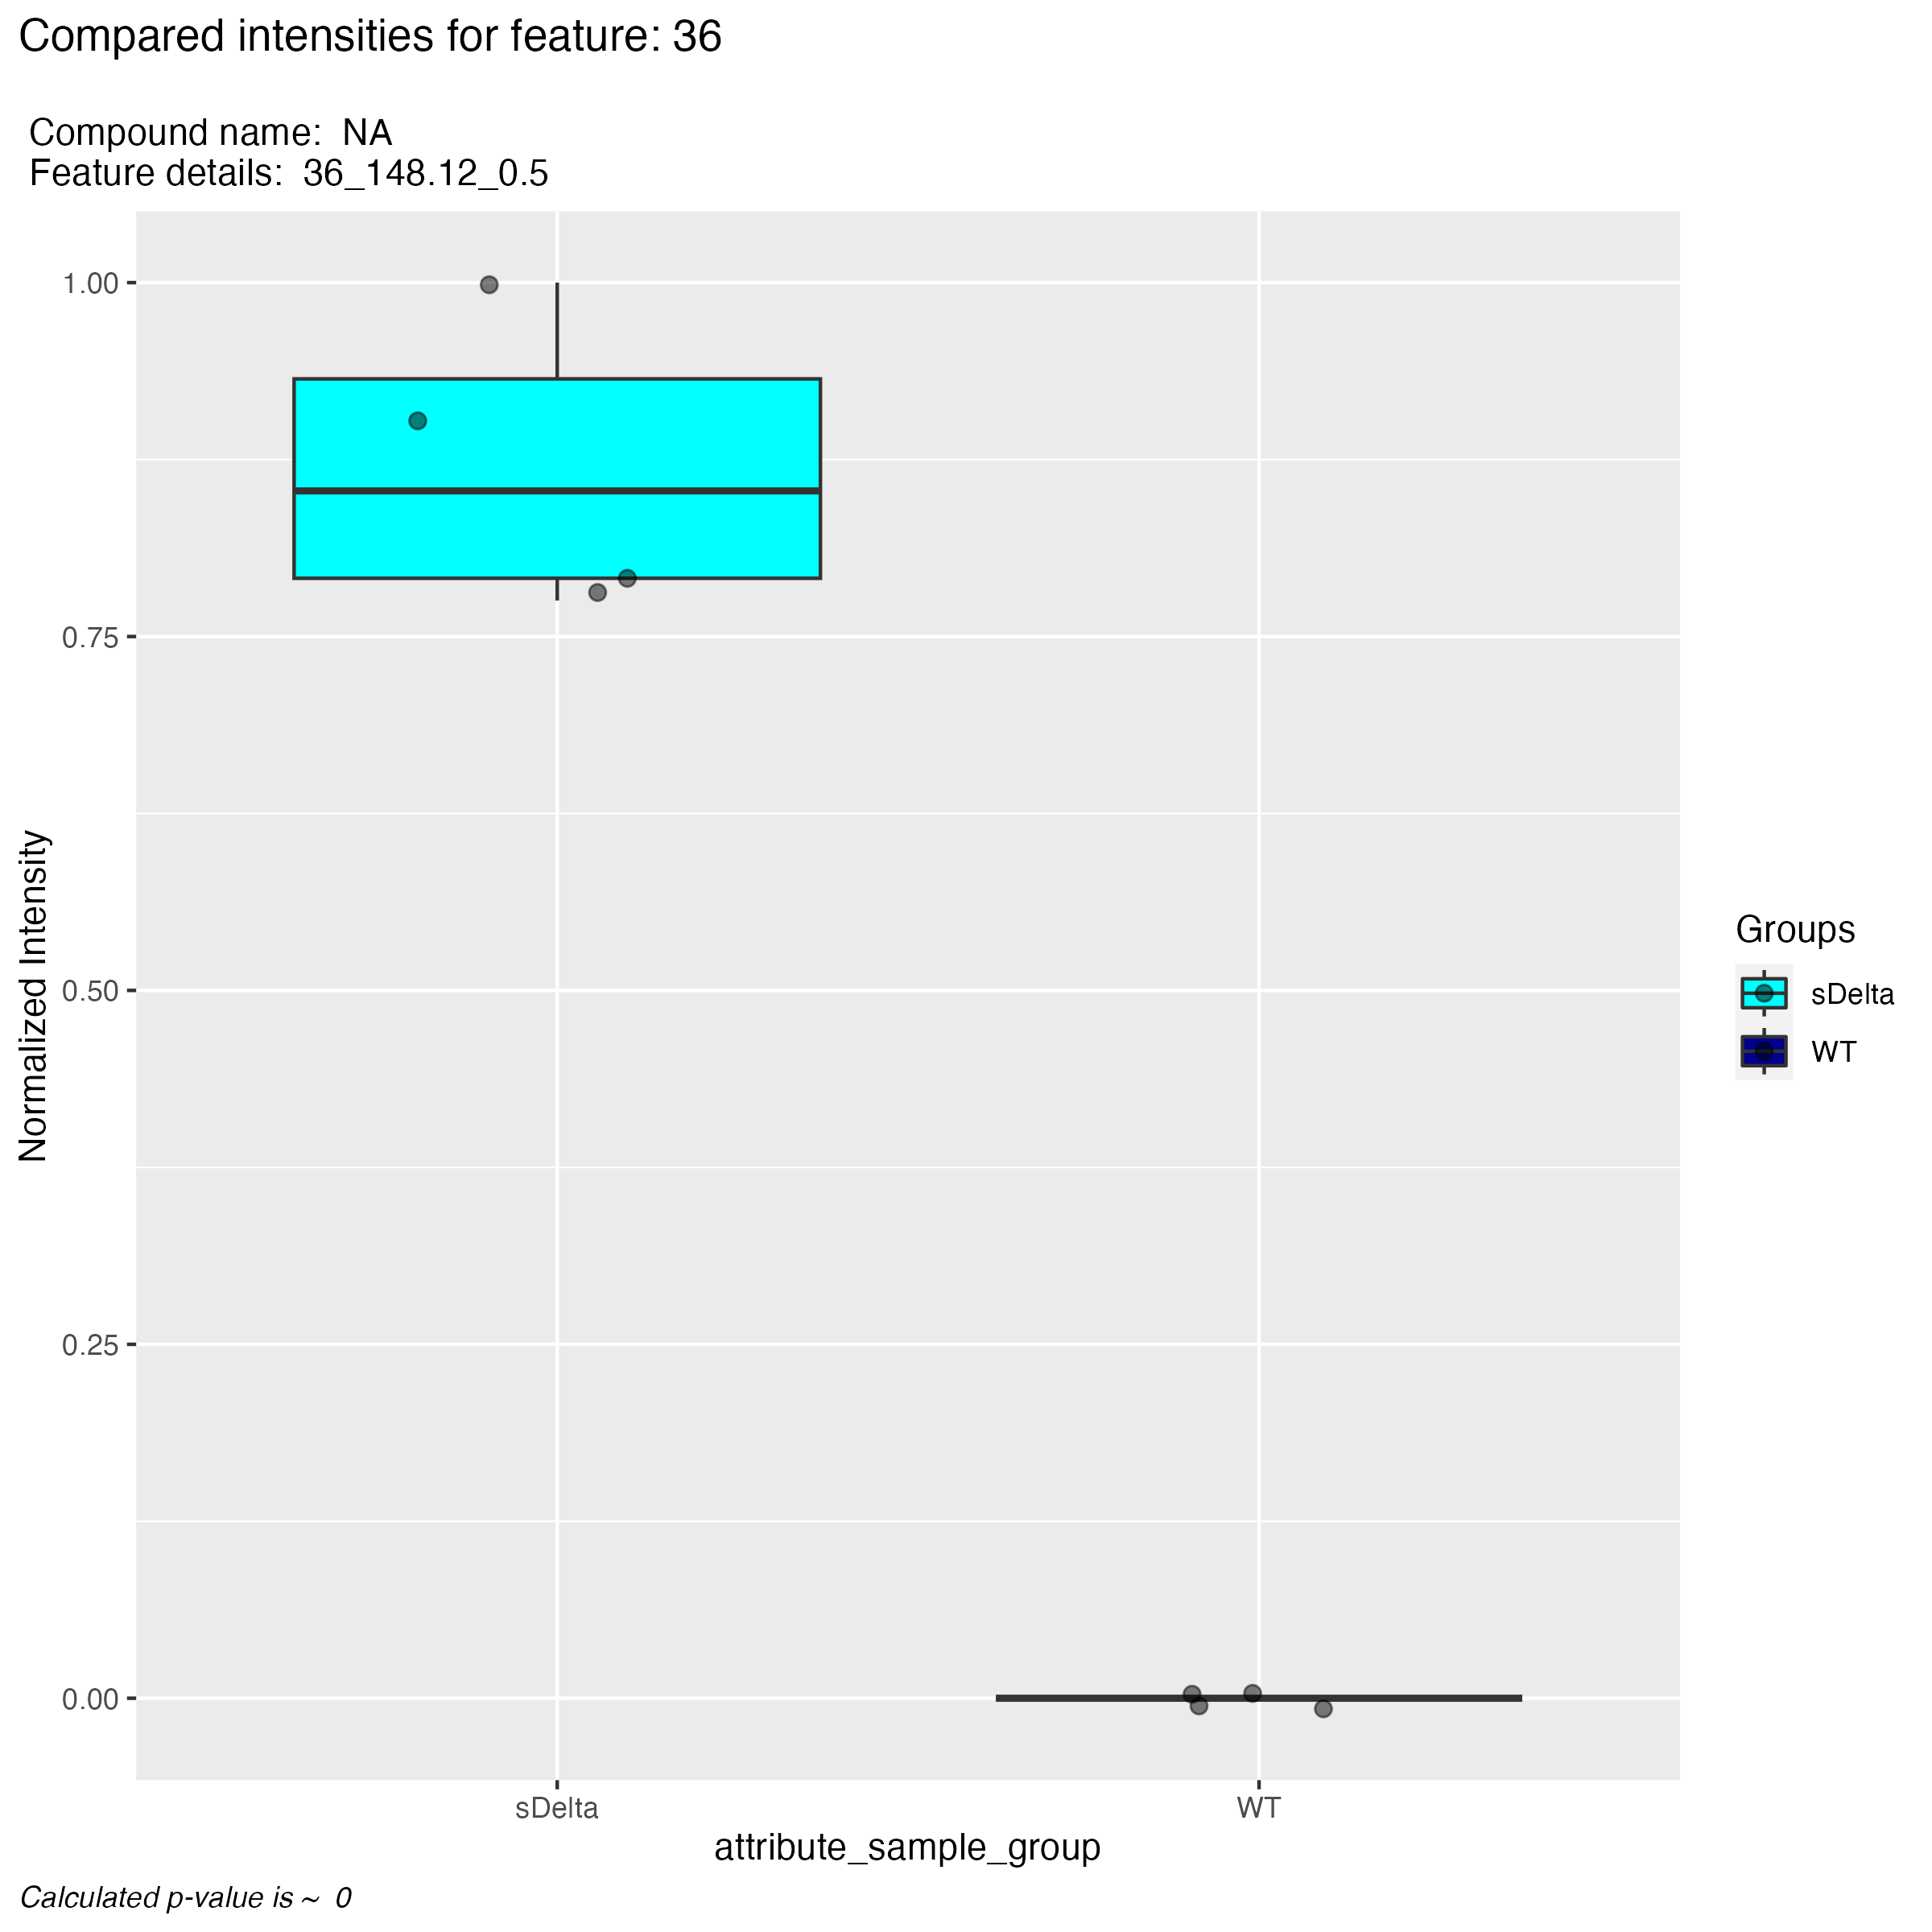 Compared intensities for feature: 36
Compound name:  NA
Feature details:  36_148.12_0.5
1.00
0.75
0.50
0.25
0.00
Normalized Intensity
sDelta
WT
attribute_sample_group
Groups
sDelta
WT
Calculated p-value is ~  0